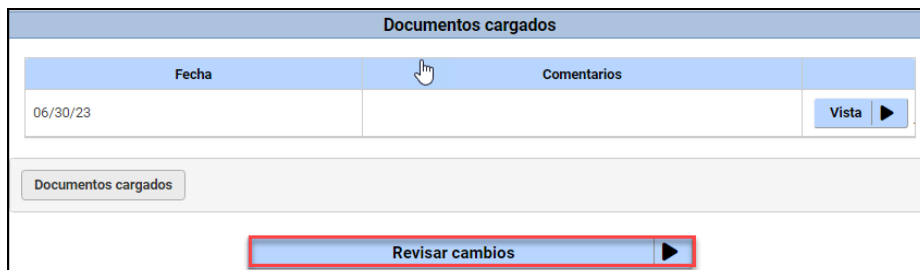 Documentos cargados
Fecha Comentarios
06/30/23 Vista
Documentos cargados
Revisar cambios